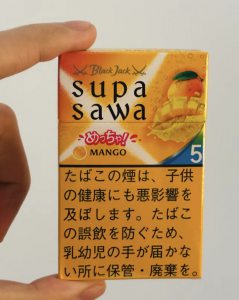 Black Jack
supa
sawa
めっちゃ!
MANGO
5
たばこの煙は、子供
の健康にも悪影響を
及ぼします。たばこ
の誤飲を防ぐため、
乳幼児の手が届かな
い所に保管・廃棄を。